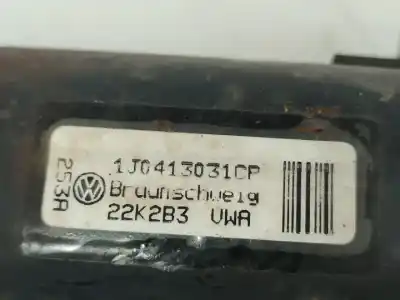 1J0413031CP
Braunschweig
22K2B3 VWA
253A